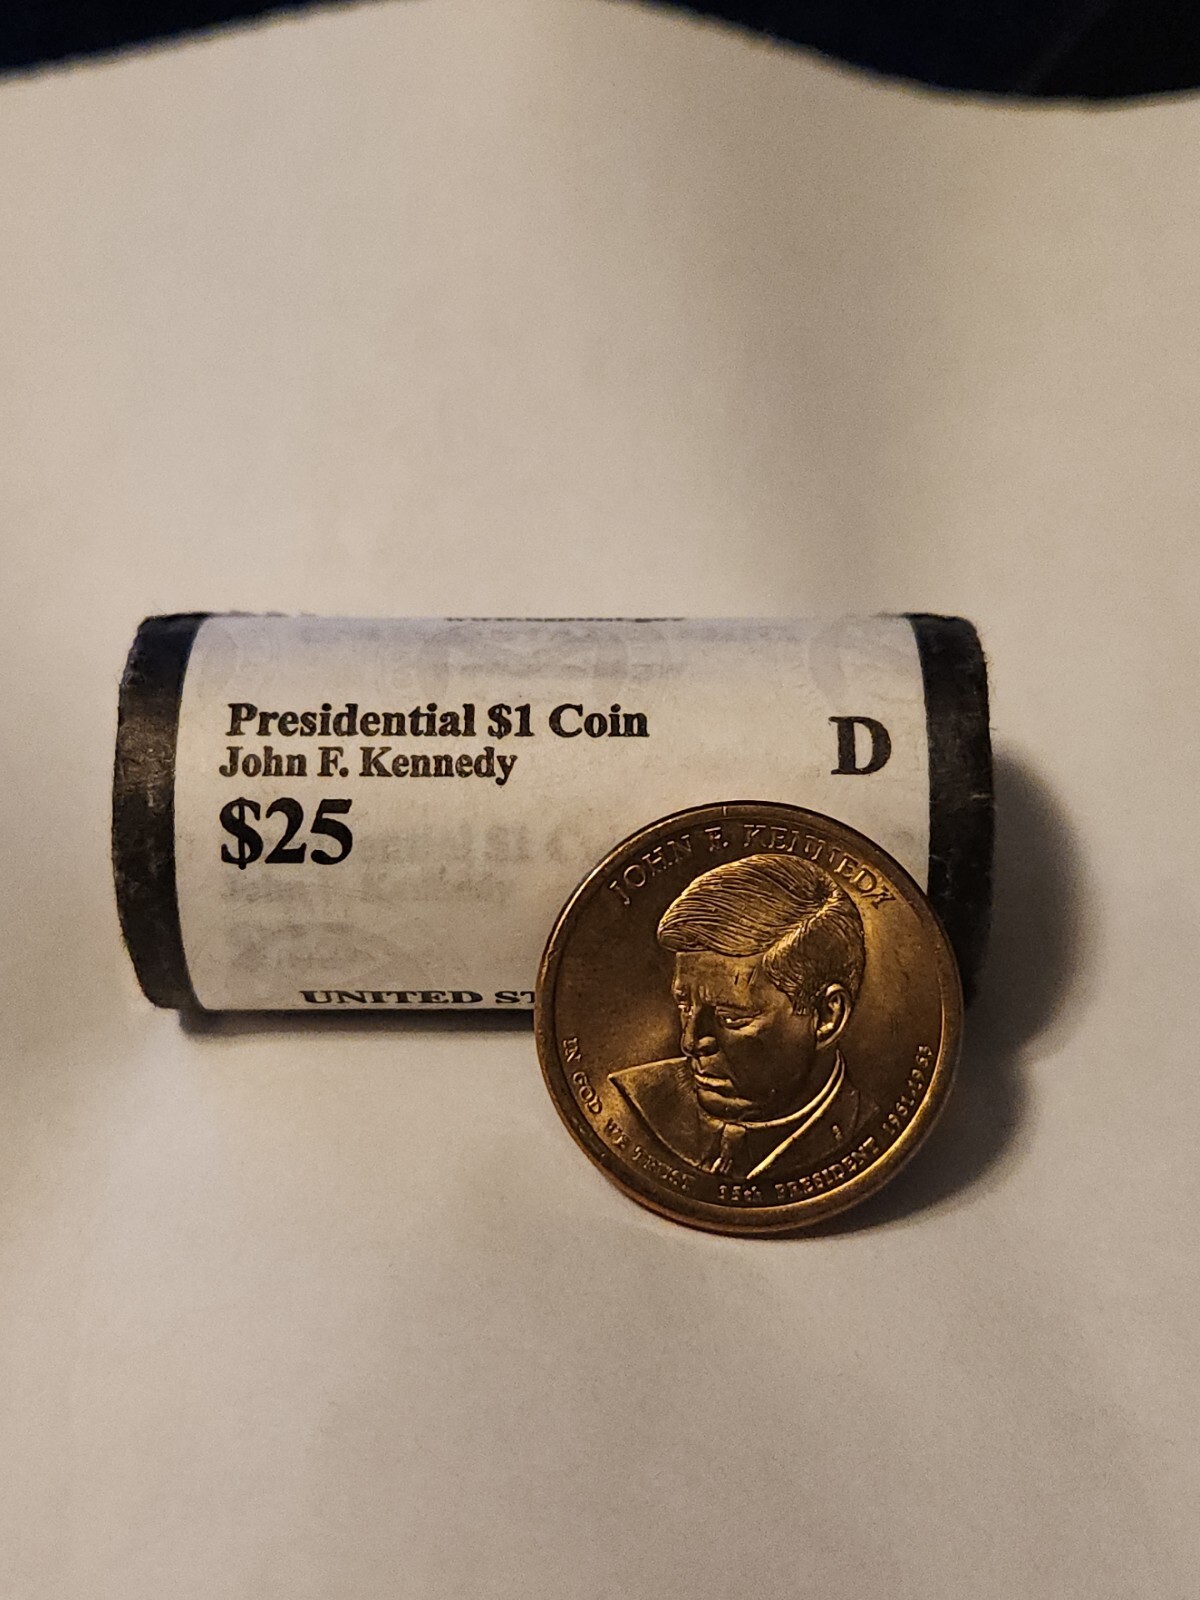 Presidential $1 Coin
John F. Kennedy
D
$25
UNITED ST
JOHN F. KENNEDY
IN GOD WE TRUST
35th PRESIDENT 1961-1963